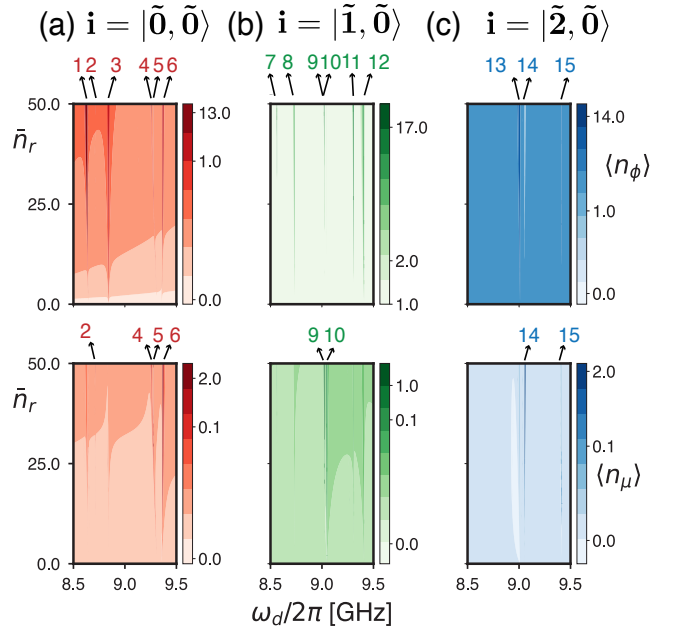 (a) i = |0̃, 0̃⟩ (b) i = |1̃, 0̃⟩ (c) i = |2̃, 0̃⟩
1 2 3 4 5 6 7 8 9 10 11 12 13 14 15
50.0 13.0 17.0 14.0
n̄_r ⟨n_ϕ⟩
1.0
25.0 1.0
2.0
0.0 0.0 1.0 0.0
2 4 5 6 9 10 14 15
50.0 2.0 1.0 2.0
n̄_r 0.1 0.1 0.1
25.0 ⟨n_μ⟩
0.0 0.0 0.0 0.0
8.5 9.0 9.5 8.5 9.0 9.5 8.5 9.0 9.5
ω_d/2π [GHz]